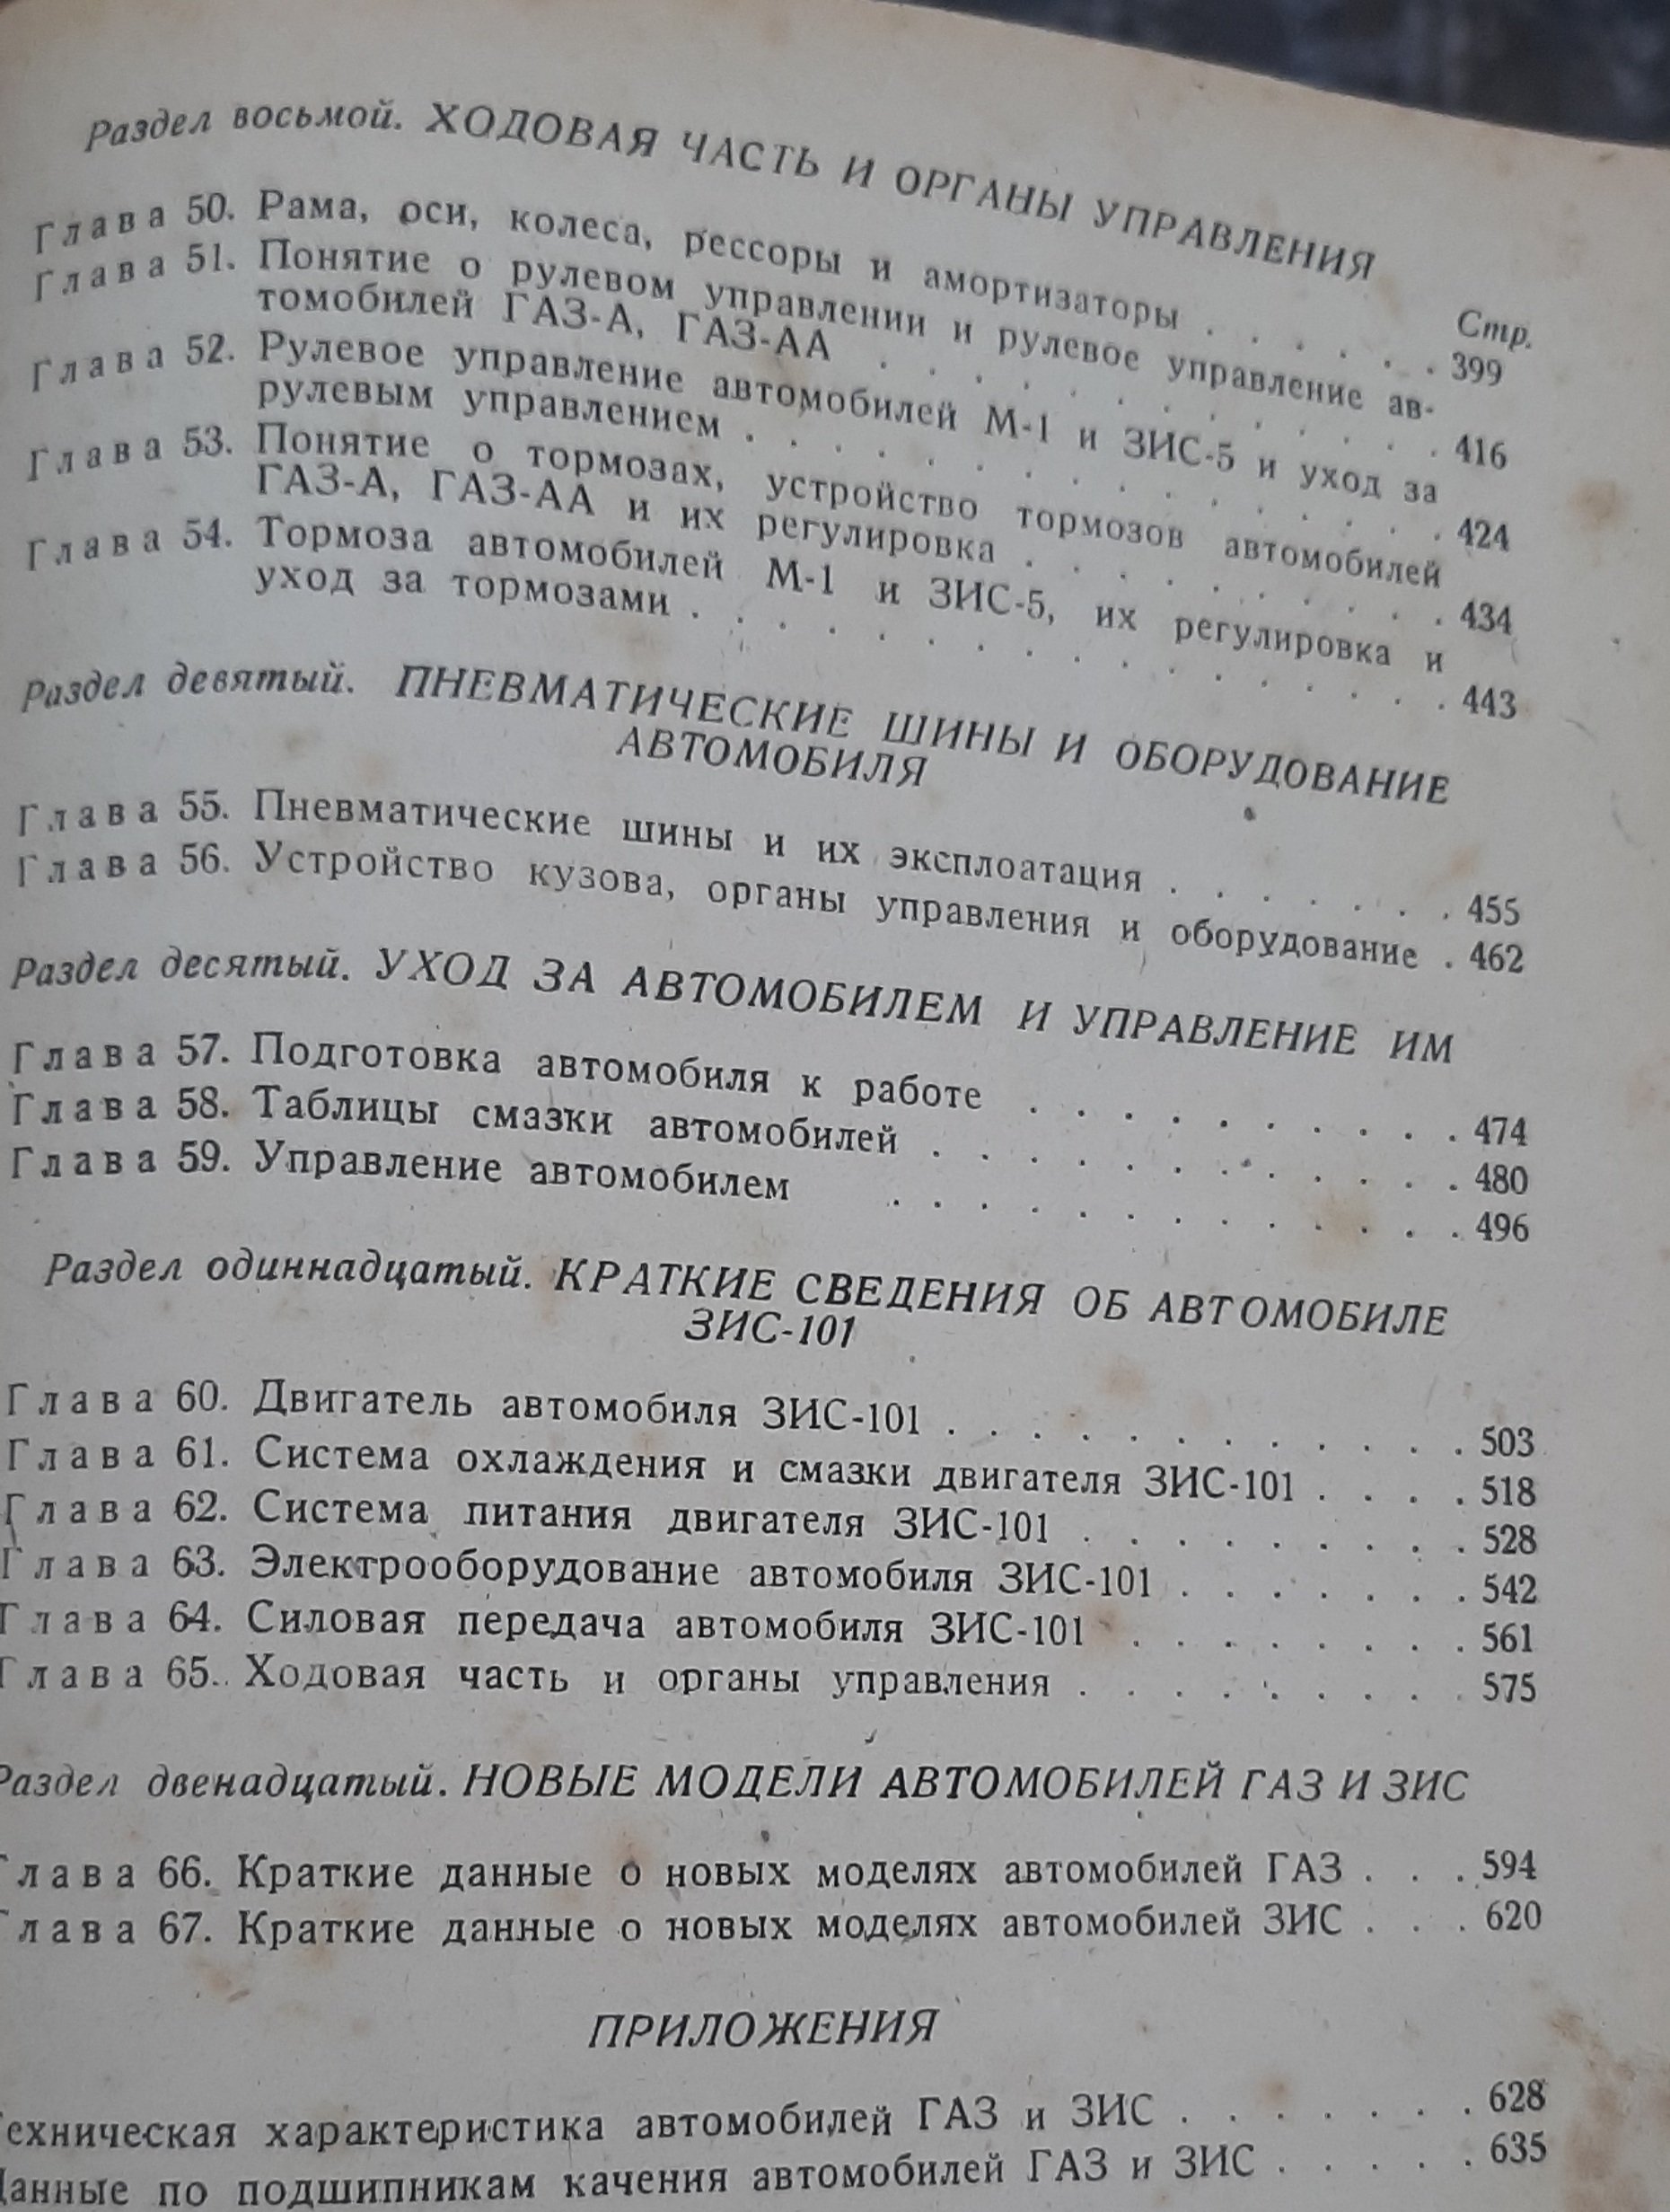 Раздел восьмой. ХОДОВАЯ ЧАСТЬ И ОРГАНЫ УПРАВЛЕНИЯ
Стр.
Глава 50. Рама, оси, колеса, рессоры и амортизаторы . . . . . . 399
Глава 51. Понятие о рулевом управлении и рулевое управление ав-
томобилей ГАЗ-А, ГАЗ-АА . . . . . . . . . . . . 416
Глава 52. Рулевое управление автомобилей М-1 и ЗИС-5 и уход за
рулевым управлением . . . . . . . . . . . . . . . 424
Глава 53. Понятие о тормозах, устройство тормозов автомобилей
ГАЗ-А, ГАЗ-АА и их регулировка . . . . . . . . . 434
Глава 54. Тормоза автомобилей М-1 и ЗИС-5, их регулировка и
уход за тормозами . . . . . . . . . . . . . . . . 443
Раздел девятый. ПНЕВМАТИЧЕСКИЕ ШИНЫ И ОБОРУДОВАНИЕ
АВТОМОБИЛЯ
Глава 55. Пневматические шины и их эксплоатация . . . . . . . 455
Глава 56. Устройство кузова, органы управления и оборудование . 462
Раздел десятый. УХОД ЗА АВТОМОБИЛЕМ И УПРАВЛЕНИЕ ИМ
Глава 57. Подготовка автомобиля к работе . . . . . . . . . . 474
Глава 58. Таблицы смазки автомобилей . . . . . . . . . . . . 480
Глава 59. Управление автомобилем . . . . . . . . . . . . . 496
Раздел одиннадцатый. КРАТКИЕ СВЕДЕНИЯ ОБ АВТОМОБИЛЕ
ЗИС-101
Глава 60. Двигатель автомобиля ЗИС-101 . . . . . . . . . . . . 503
Глава 61. Система охлаждения и смазки двигателя ЗИС-101 . . . . 518
Глава 62. Система питания двигателя ЗИС-101 . . . . . . . . . 528
Глава 63. Электрооборудование автомобиля ЗИС-101 . . . . . . . 542
Глава 64. Силовая передача автомобиля ЗИС-101 . . . . . . . . 561
Глава 65. Ходовая часть и органы управления . . . . . . . . . 575
Раздел двенадцатый. НОВЫЕ МОДЕЛИ АВТОМОБИЛЕЙ ГАЗ И ЗИС
Глава 66. Краткие данные о новых моделях автомобилей ГАЗ . . . 594
Глава 67. Краткие данные о новых моделях автомобилей ЗИС . . . 620
ПРИЛОЖЕНИЯ
Техническая характеристика автомобилей ГАЗ и ЗИС . . . . . . . 628
Данные по подшипникам качения автомобилей ГАЗ и ЗИС . . . . . 635